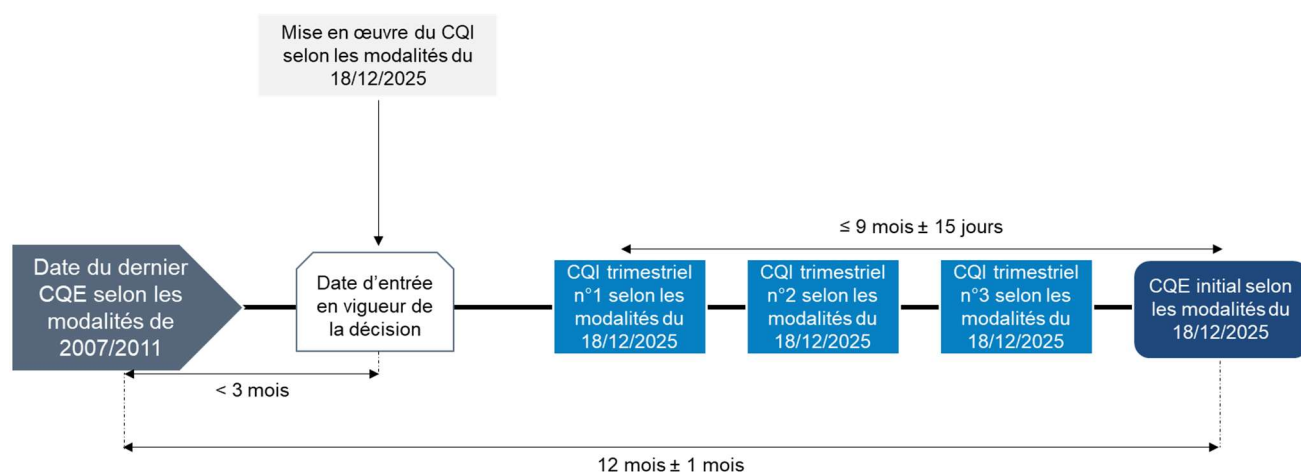 Mise en œuvre du CQI
selon les modalités du
18/12/2025
≤ 9 mois ± 15 jours
Date du dernier
CQE selon les
modalités de
2007/2011
Date d’entrée
en vigueur de
la décision
CQI trimestriel
n°1 selon les
modalités du
18/12/2025
CQI trimestriel
n°2 selon les
modalités du
18/12/2025
CQI trimestriel
n°3 selon les
modalités du
18/12/2025
CQE initial selon
les modalités du
18/12/2025
< 3 mois
12 mois ± 1 mois